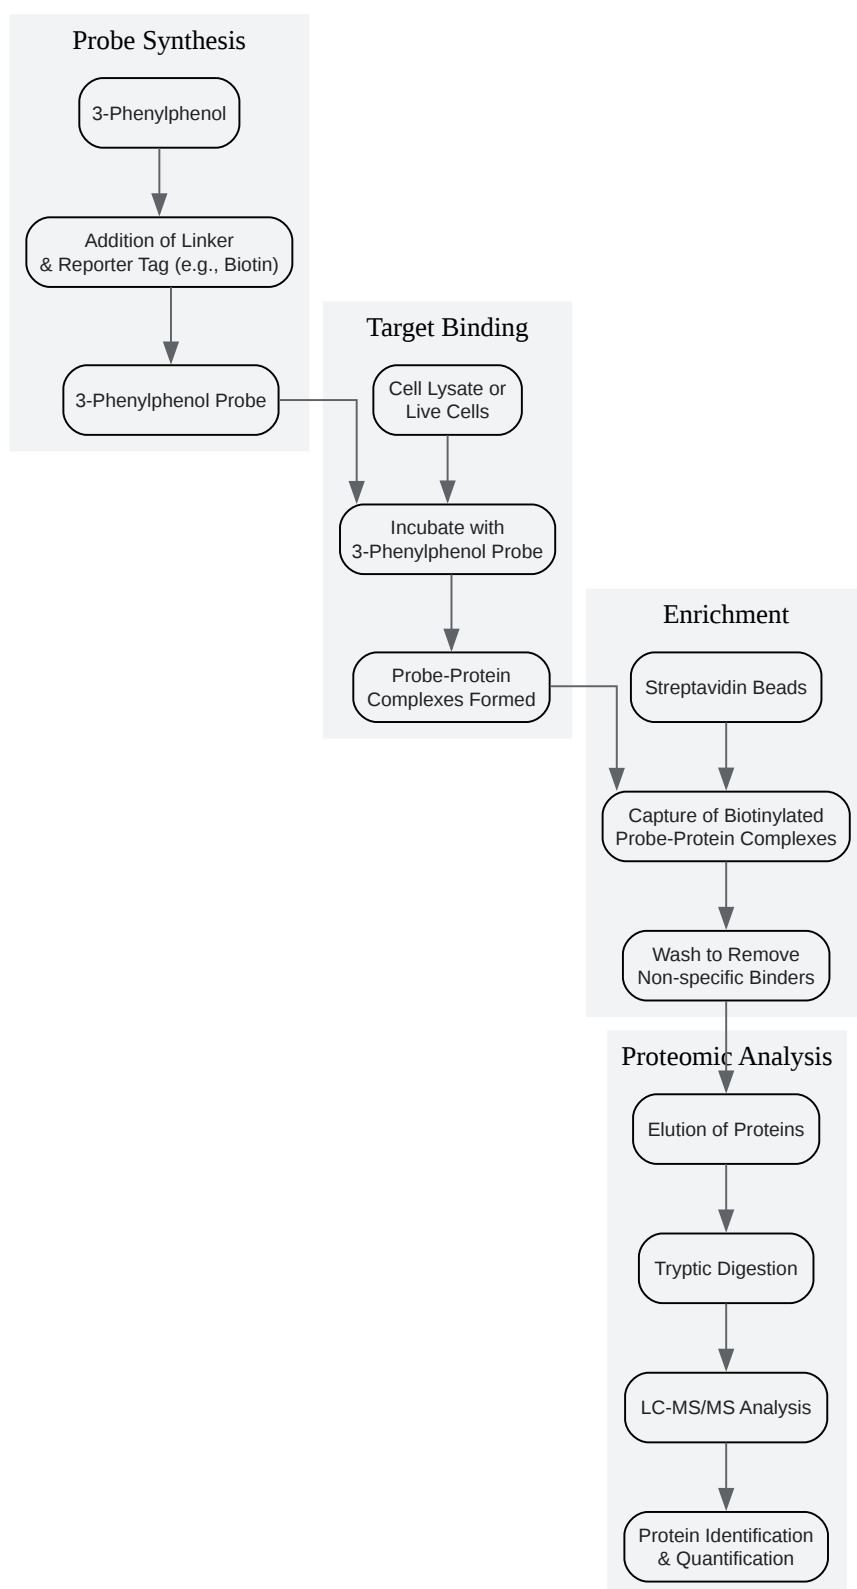 Probe Synthesis
3-Phenylphenol
Addition of Linker
& Reporter Tag (e.g., Biotin)
3-Phenylphenol Probe
Target Binding
Cell Lysate or
Live Cells
Incubate with
3-Phenylphenol Probe
Probe-Protein
Complexes Formed
Enrichment
Streptavidin Beads
Capture of Biotinylated
Probe-Protein Complexes
Wash to Remove
Non-specific Binders
Proteomic Analysis
Elution of Proteins
Tryptic Digestion
LC-MS/MS Analysis
Protein Identification
& Quantification